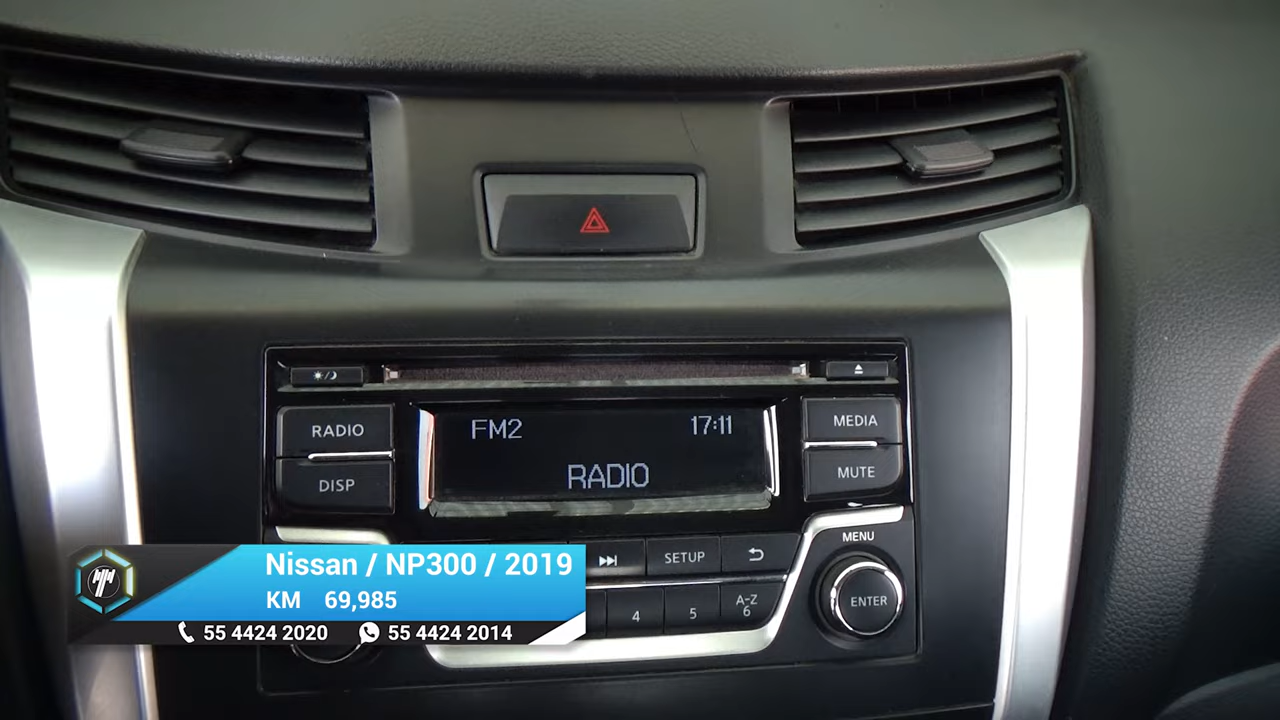 RADIO
DISP
FM2 17:11
RADIO
MEDIA
MUTE
SETUP
MENU
ENTER
4 5 A-Z 6
Nissan / NP300 / 2019
KM 69,985
55 4424 2020 55 4424 2014